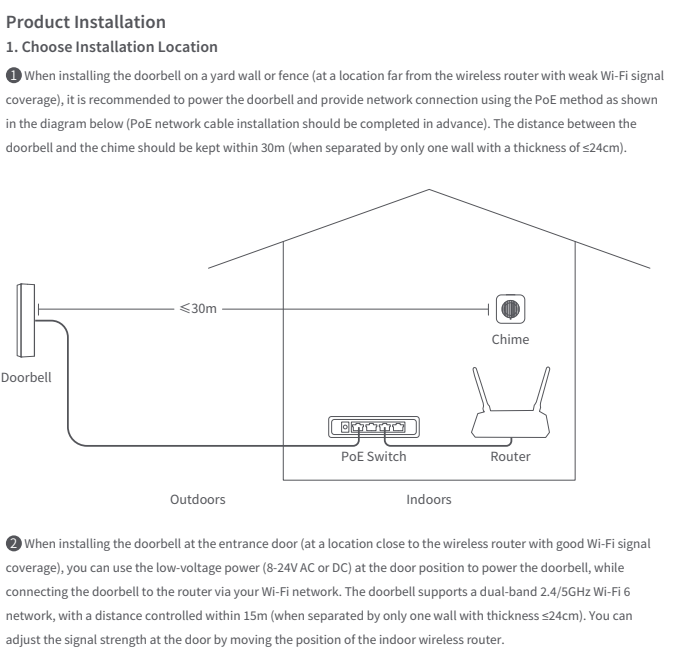 Product Installation
1. Choose Installation Location
1 When installing the doorbell on a yard wall or fence (at a location far from the wireless router with weak Wi-Fi signal
coverage), it is recommended to power the doorbell and provide network connection using the PoE method as shown
in the diagram below (PoE network cable installation should be completed in advance). The distance between the
doorbell and the chime should be kept within 30m (when separated by only one wall with a thickness of ≤24cm).
≤30m
Chime
Doorbell
PoE Switch
Router
Outdoors
Indoors
2 When installing the doorbell at the entrance door (at a location close to the wireless router with good Wi-Fi signal
coverage), you can use the low-voltage power (8-24V AC or DC) at the door position to power the doorbell, while
connecting the doorbell to the router via your Wi-Fi network. The doorbell supports a dual-band 2.4/5GHz Wi-Fi 6
network, with a distance controlled within 15m (when separated by only one wall with thickness ≤24cm). You can
adjust the signal strength at the door by moving the position of the indoor wireless router.